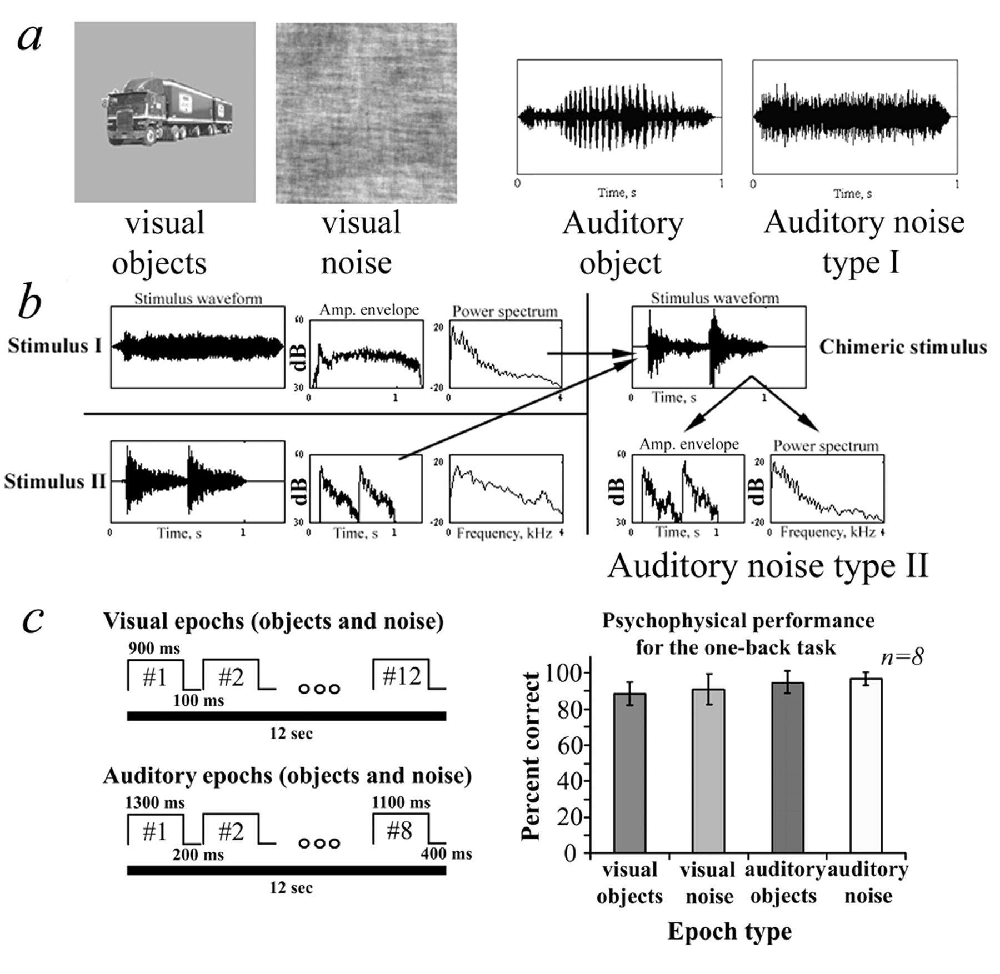 a
visual
objects
visual
noise
0 1
Time, s
Auditory
object
0 1
Time, s
Auditory noise
type I
b
Stimulus I
Stimulus waveform
Amp. envelope
60
dB
30
0 1
Power spectrum
20
-20
0 4
Stimulus waveform
0 Time, s 1
Chimeric stimulus
Stimulus II
0 Time, s 1
60
dB
30
0 Time, s 1
20
-20
0 Frequency, kHz 4
Amp. envelope
60
dB
30
0 Time, s 1
Power spectrum
20
dB
-20
0 Frequency, kHz 4
Auditory noise type II
c
Visual epochs (objects and noise)
900 ms
#1 #2 #12
100 ms
12 sec
Auditory epochs (objects and noise)
1300 ms 1100 ms
#1 #2 #8
200 ms 400 ms
12 sec
Psychophysical performance
for the one-back task
n=8
Percent correct
100
80
60
40
20
0
visual
objects
visual
noise
auditory
objects
auditory
noise
Epoch type